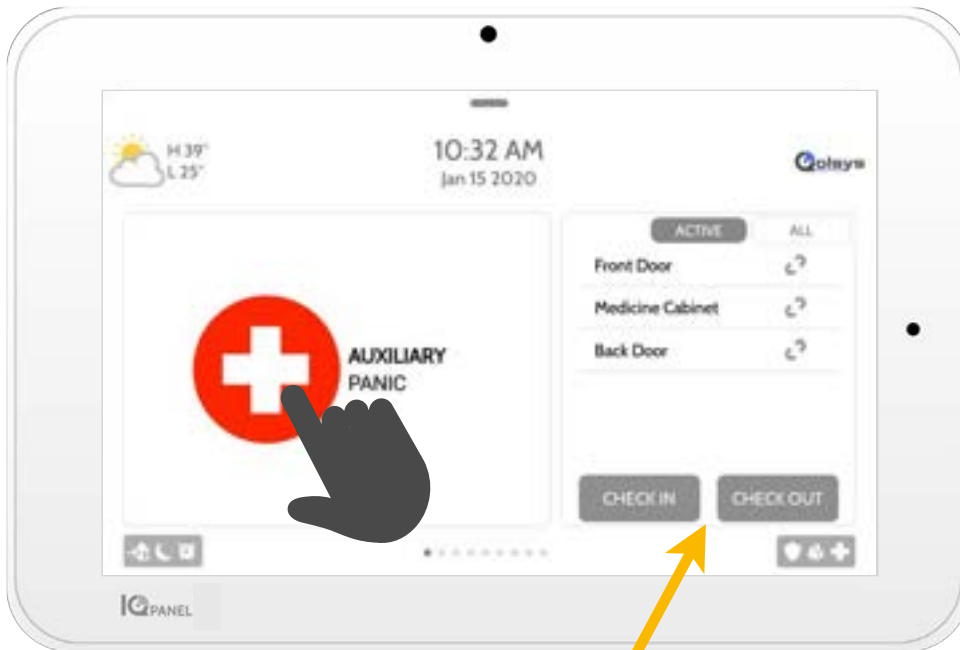 H 39°
L 25°
10:32 AM
Jan 15 2020
Qolsys
ACTIVE ALL
Front Door
Medicine Cabinet
Back Door
AUXILIARY
PANIC
CHECK IN CHECK OUT
IQ PANEL